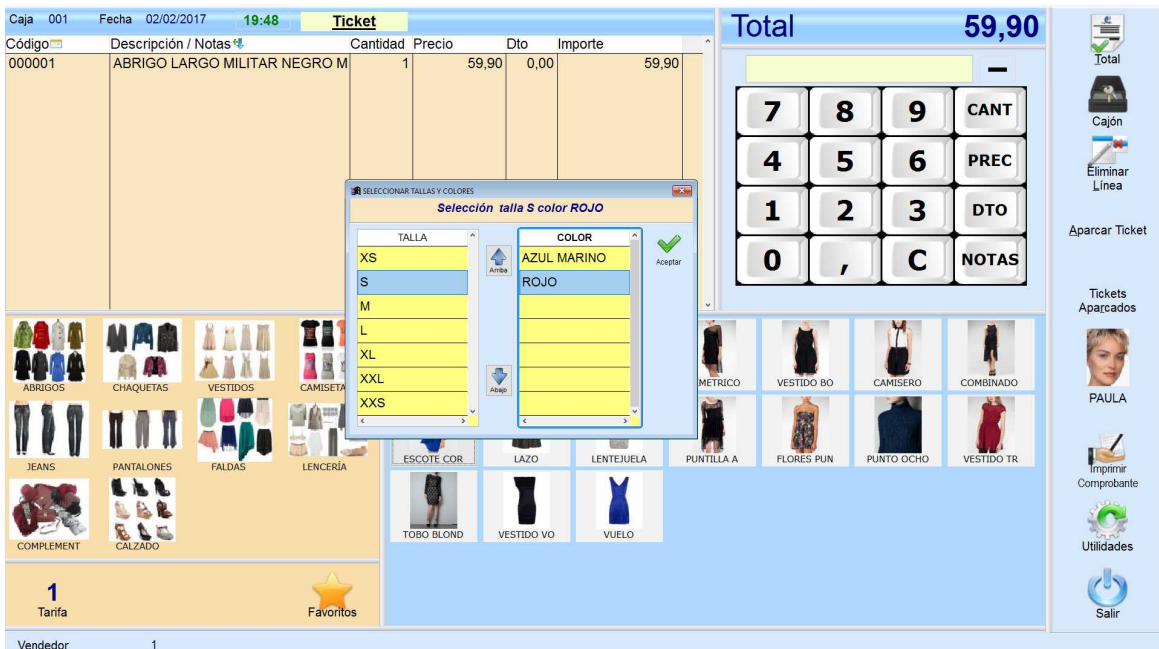 Caja 001 Fecha 02/02/2017 19:48 Ticket
Código Descripción / Notas Cantidad Precio Dto Importe
000001 ABRIGO LARGO MILITAR NEGRO M 1 59,90 0,00 59,90
Total 59,90
7 8 9 CANT
4 5 6 PREC
1 2 3 DTO
0 , C NOTAS
Total
Cajón
Eliminar
Línea
Aparcar Ticket
Tickets
Aparcados
PAULA
Imprimir
Comprobante
Utilidades
Salir
SELECCIONAR TALLAS Y COLORES
Selección talla S color ROJO
TALLA COLOR
XS AZUL MARINO
S ROJO
M
L
XL
XXL
XXS
Arriba
Abajo
Aceptar
ABRIGOS CHAQUETAS VESTIDOS CAMISETA
JEANS PANTALONES FALDAS LENCERÍA
COMPLEMENT CALZADO
METRICO VESTIDO BO CAMISERO COMBINADO
ESCOTE COR LAZO LENTEJUELA PUNTILLA A FLORES PUN PUNTO OCHO VESTIDO TR
TOBO BLOND VESTIDO VO VUELO
1
Tarifa
Favoritos
Vendedor 1